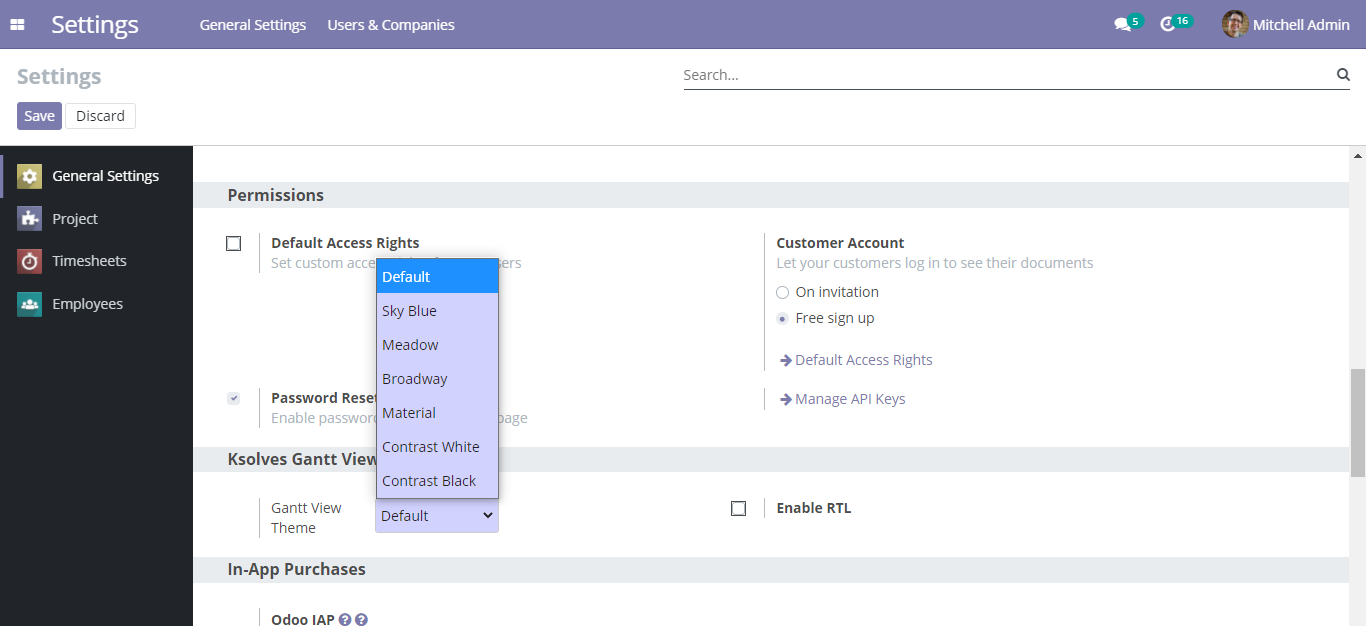 Settings
General Settings
Users & Companies
5
16
Mitchell Admin
Settings
Search...
Save
Discard
General Settings
Project
Timesheets
Employees
Permissions
Default Access Rights
Set custom acce
sers
Customer Account
Let your customers log in to see their documents
On invitation
Free sign up
Default Access Rights
Password Reset
Enable password
page
Manage API Keys
Default
Sky Blue
Meadow
Broadway
Material
Contrast White
Contrast Black
Ksolves Gantt View
Gantt View
Theme
Default
Enable RTL
In-App Purchases
Odoo IAP ? ?